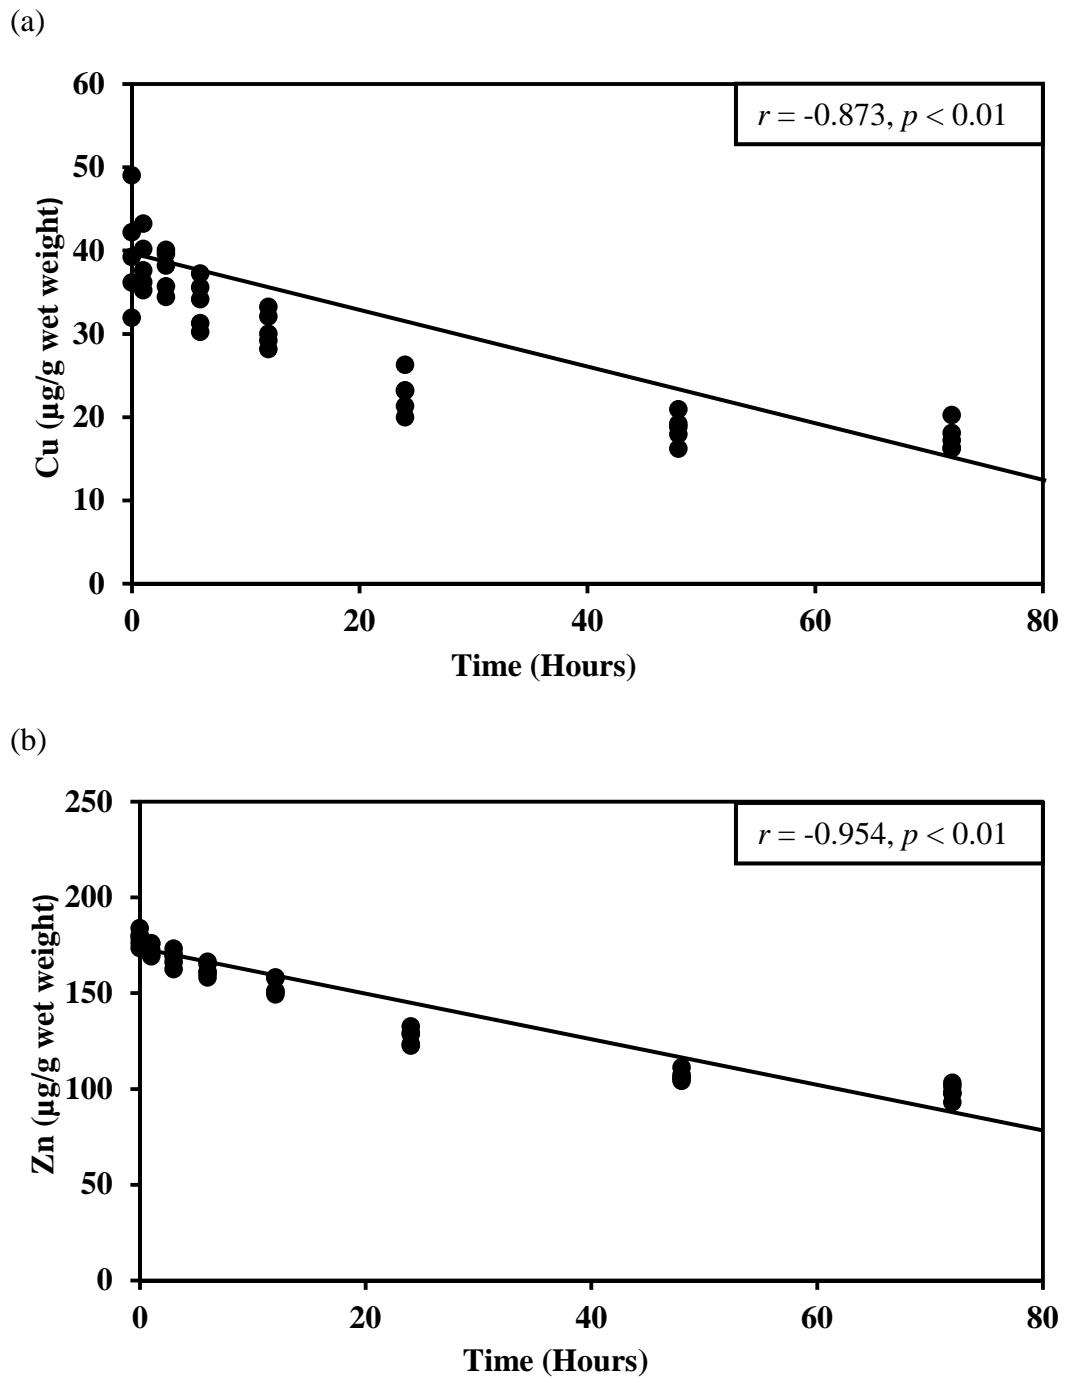 (a)
60
50
40
30
20
10
0
Cu (µg/g wet weight)
r = -0.873, p < 0.01
0 20 40 60 80
Time (Hours)
(b)
250
200
150
100
50
0
Zn (µg/g wet weight)
r = -0.954, p < 0.01
0 20 40 60 80
Time (Hours)